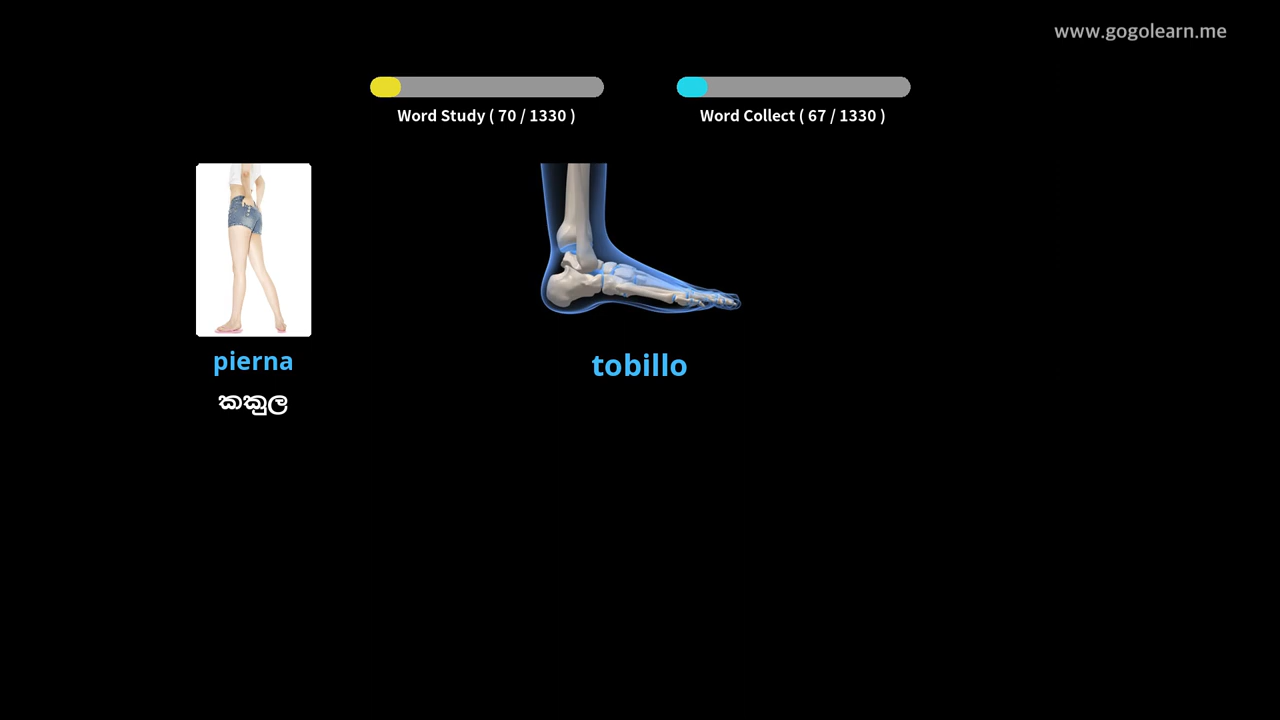 www.gogolearn.me
Word Study ( 70 / 1330 )
Word Collect ( 67 / 1330 )
pierna
කකුල
tobillo